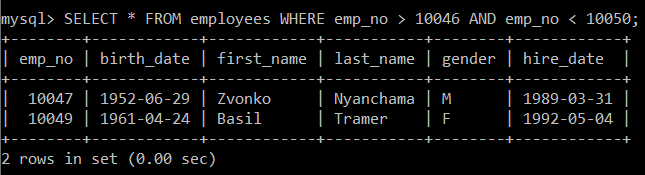 mysql> SELECT * FROM employees WHERE emp_no > 10046 AND emp_no < 10050;
+--------+------------+------------+-----------+--------+------------+
| emp_no | birth_date | first_name | last_name | gender | hire_date  |
+--------+------------+------------+-----------+--------+------------+
|  10047 | 1952-06-29 | Zvonko     | Nyanchama | M      | 1989-03-31 |
|  10049 | 1961-04-24 | Basil      | Tramer    | F      | 1992-05-04 |
+--------+------------+------------+-----------+--------+------------+
2 rows in set (0.00 sec)